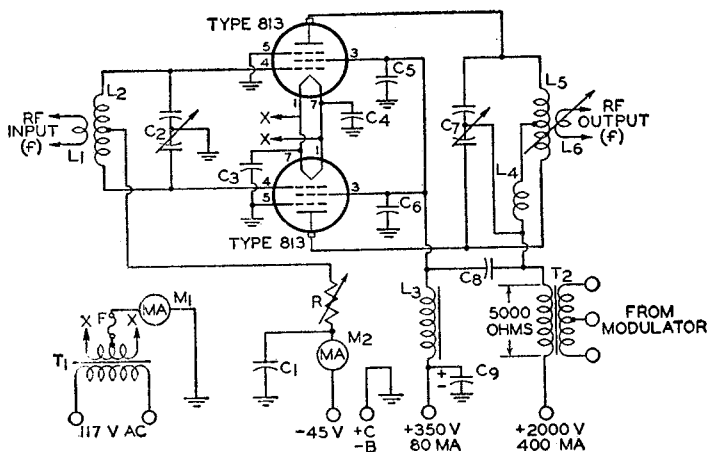 TYPE 813
5
4
3
C5
L2
1
7
X
C4
L5
RF
INPUT
(f)
L1
C2
X
C7
RF
OUTPUT
(f)
L6
7
1
C3
L4
4
5
3
C6
TYPE 813
C8
T2
R
L3
5000
OHMS
FROM
MODULATOR
X
F
X
MA
M1
M2
MA
T1
C1
+
-
C9
117 V AC
-45 V
+C
-B
+350 V
80 MA
+2000 V
400 MA